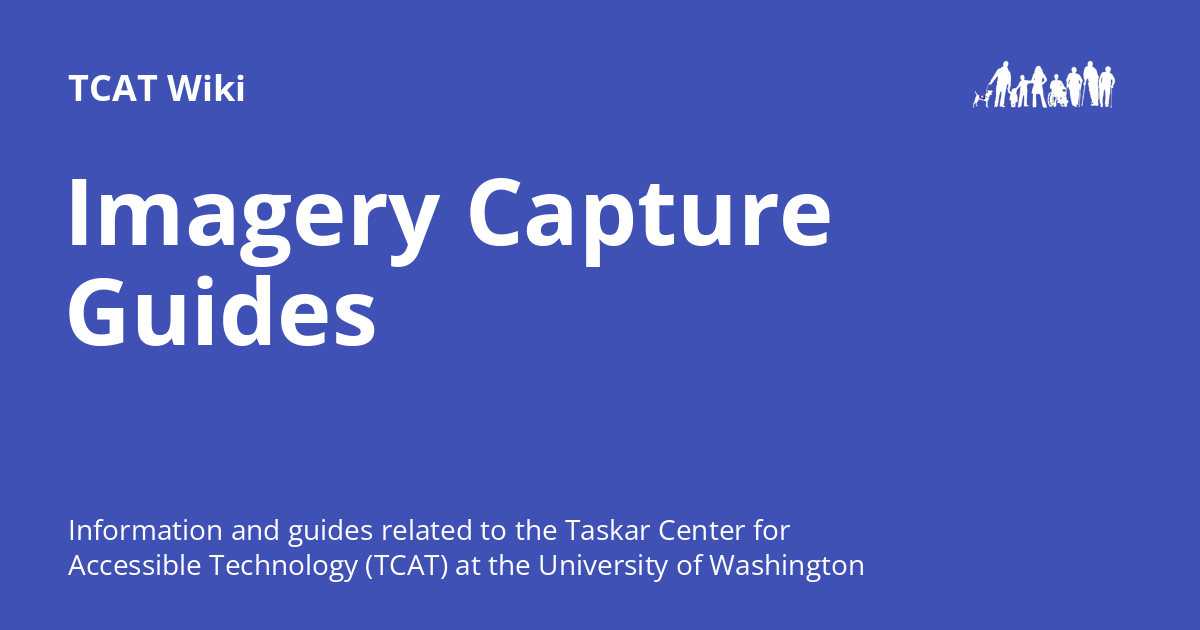 TCAT Wiki
Imagery Capture
Guides
Information and guides related to the Taskar Center for
Accessible Technology (TCAT) at the University of Washington